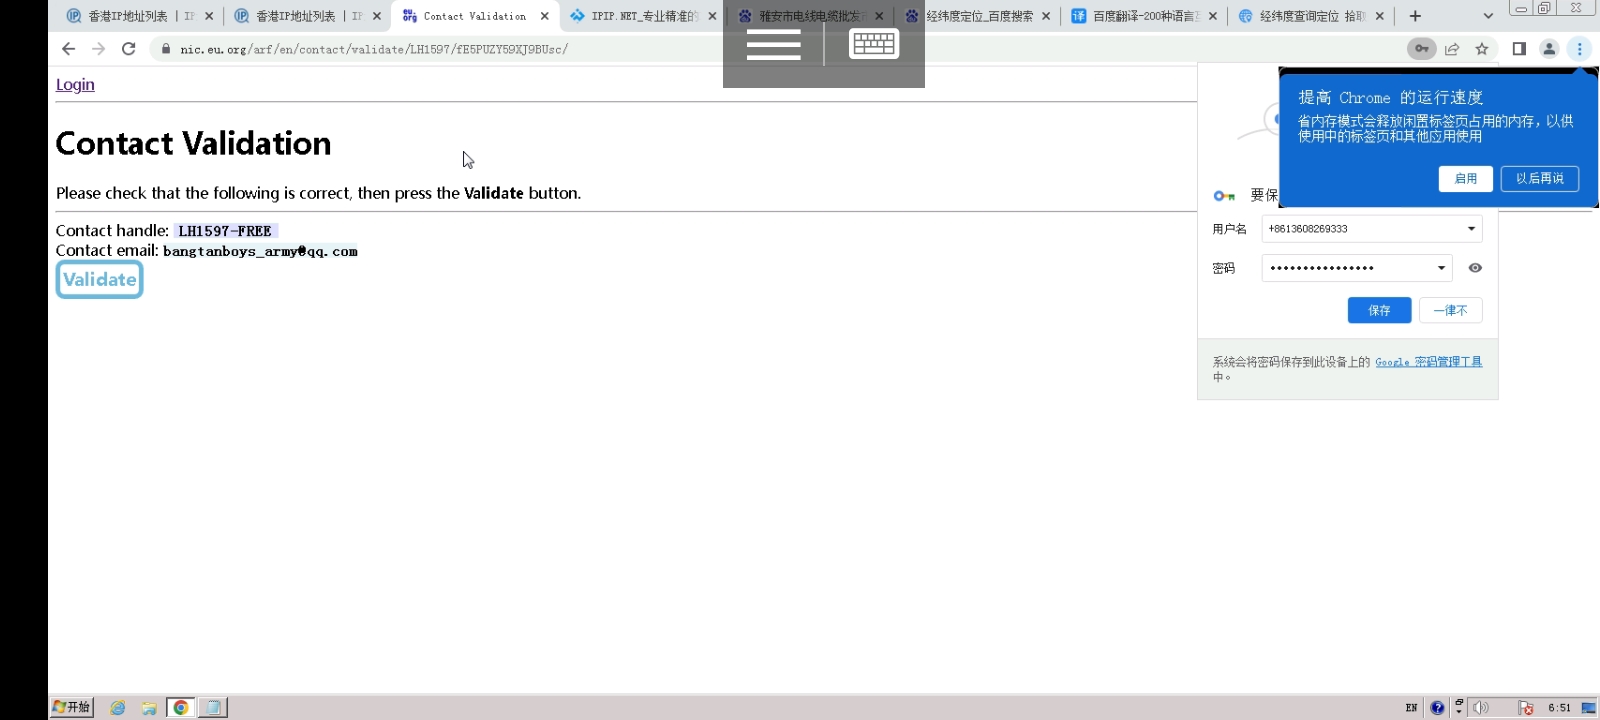 香港IP地址列表 | IP
香港IP地址列表 | IP
Contact Validation
IPIP.NET_专业精准的
雅安市电线电缆批发
经纬度定位_百度搜索
百度翻译-200种语言
经纬度查询定位 拾取
nic.eu.org/arf/en/contact/validate/LH1597/fE5PUZY59XJ9BUsc/
Login
Contact Validation
Please check that the following is correct, then press the Validate button.
Contact handle: LH1597-FREE
Contact email: bangtanboys_army@qq.com
Validate
提高 Chrome 的运行速度
省内存模式会释放闲置标签页占用的内存，以供
使用中的标签页和其他应用使用
启用
以后再说
要保
用户名
+8613608269333
密码
保存
一律不
系统会将密码保存到此设备上的 Google 密码管理工具
中。
开始
EN
6:51